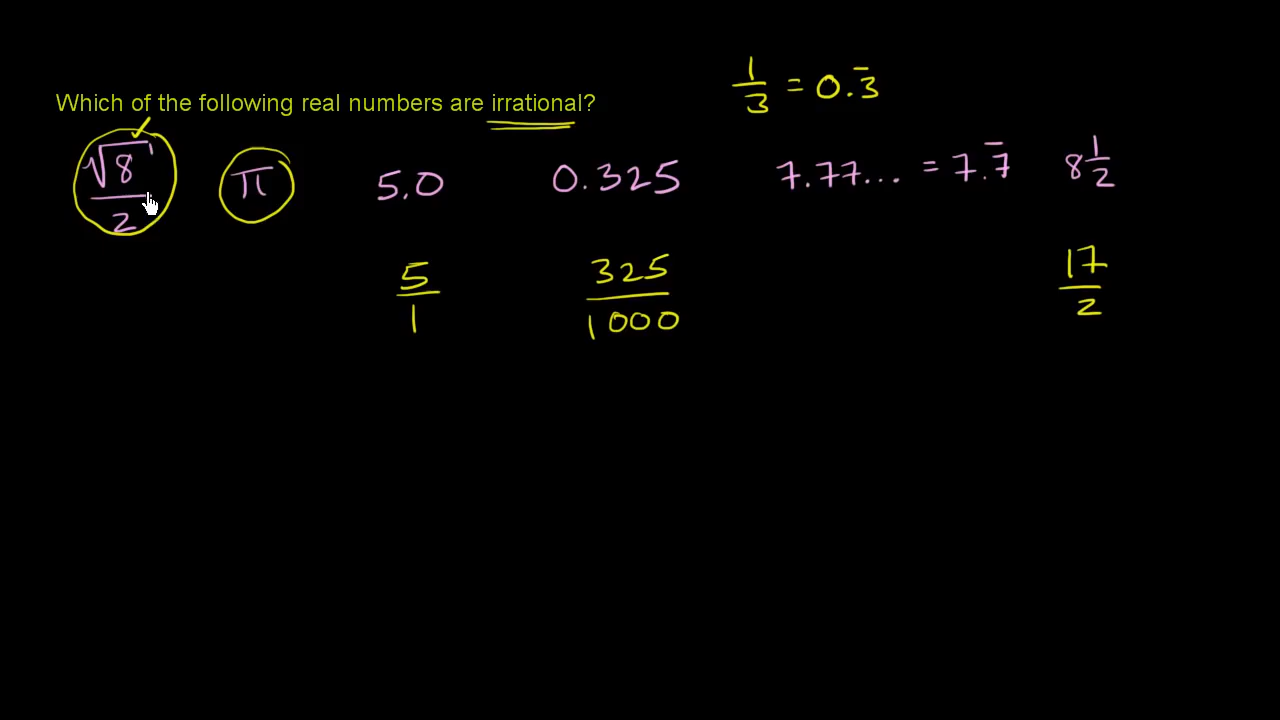 1/3 = 0.3̅
Which of the following real numbers are irrational?
√8/2 π 5.0 0.325 7.77... = 7.7̅ 8 1/2
5/1 325/1000 17/2